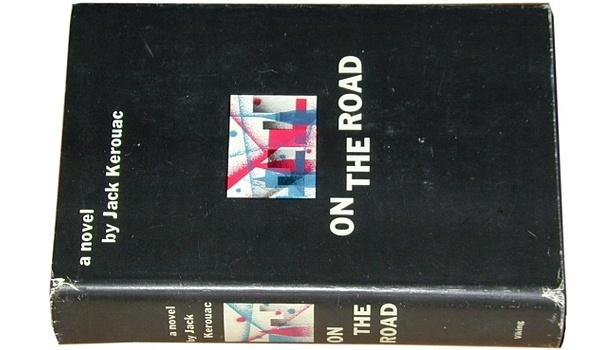 ON THE ROAD
a novel
by Jack Kerouac
a novel
by Jack
Kerouac
ON
THE
ROAD
Viking